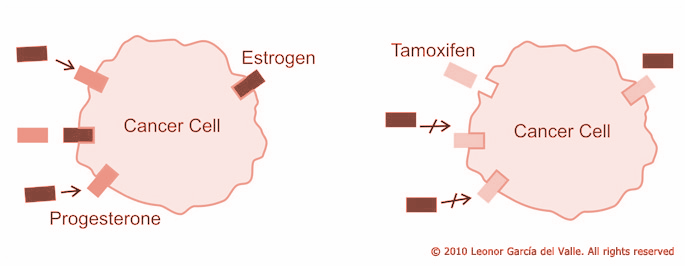 Estrogen
Cancer Cell
Progesterone
Tamoxifen
Cancer Cell
© 2010 Leonor García del Valle. All rights reserved